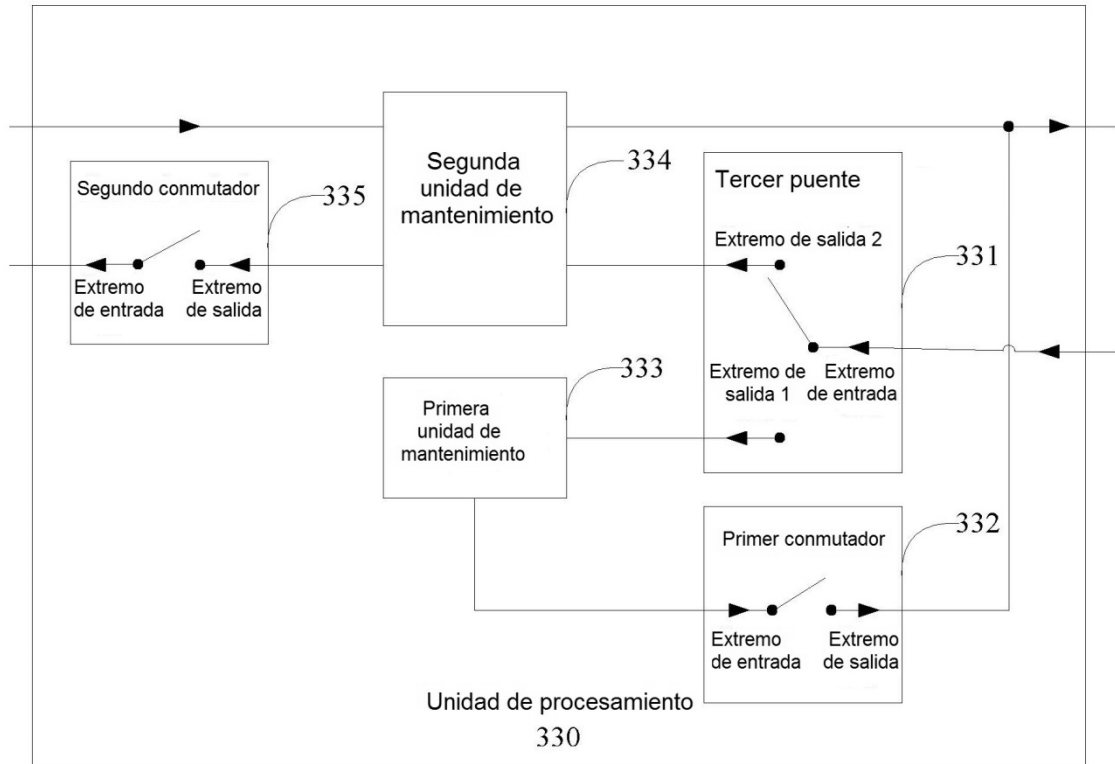 Segundo conmutador
335
Extremo
de entrada
Extremo
de salida
Segunda
unidad de
mantenimiento
334
Tercer puente
Extremo de salida 2
331
Extremo de
salida 1
Extremo
de entrada
333
Primera
unidad de
mantenimiento
332
Primer conmutador
Extremo
de entrada
Extremo
de salida
Unidad de procesamiento
330